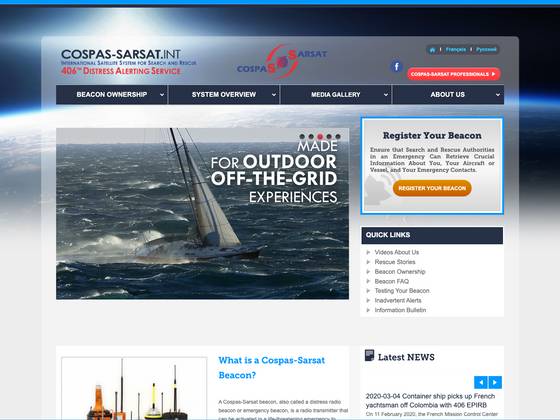 COSPAS-SARSAT.INT
INTERNATIONAL SATELLITE SYSTEM FOR SEARCH AND RESCUE
406™ DISTRESS ALERTING SERVICE
COSPAS SARSAT
Français
Русский
COSPAS-SARSAT PROFESSIONALS
BEACON OWNERSHIP
SYSTEM OVERVIEW
MEDIA GALLERY
ABOUT US
MADE
FOR OUTDOOR
OFF-THE-GRID
EXPERIENCES
Register Your Beacon
Ensure that Search and Rescue Authorities
in an Emergency Can Retrieve Crucial
Information About You, Your Aircraft or
Vessel, and Your Emergency Contacts.
REGISTER YOUR BEACON
QUICK LINKS
Videos About Us
Rescue Stories
Beacon Ownership
Beacon FAQ
Testing Your Beacon
Inadvertent Alerts
Information Bulletin
What is a Cospas-Sarsat
Beacon?
A Cospas-Sarsat beacon, also called a distress radio
beacon or emergency beacon, is a radio transmitter that
can be activated in a life-threatening emergency to
Latest NEWS
2020-03-04 Container ship picks up French
yachtsman off Colombia with 406 EPIRB
On 11 February 2020, the French Mission Control Center